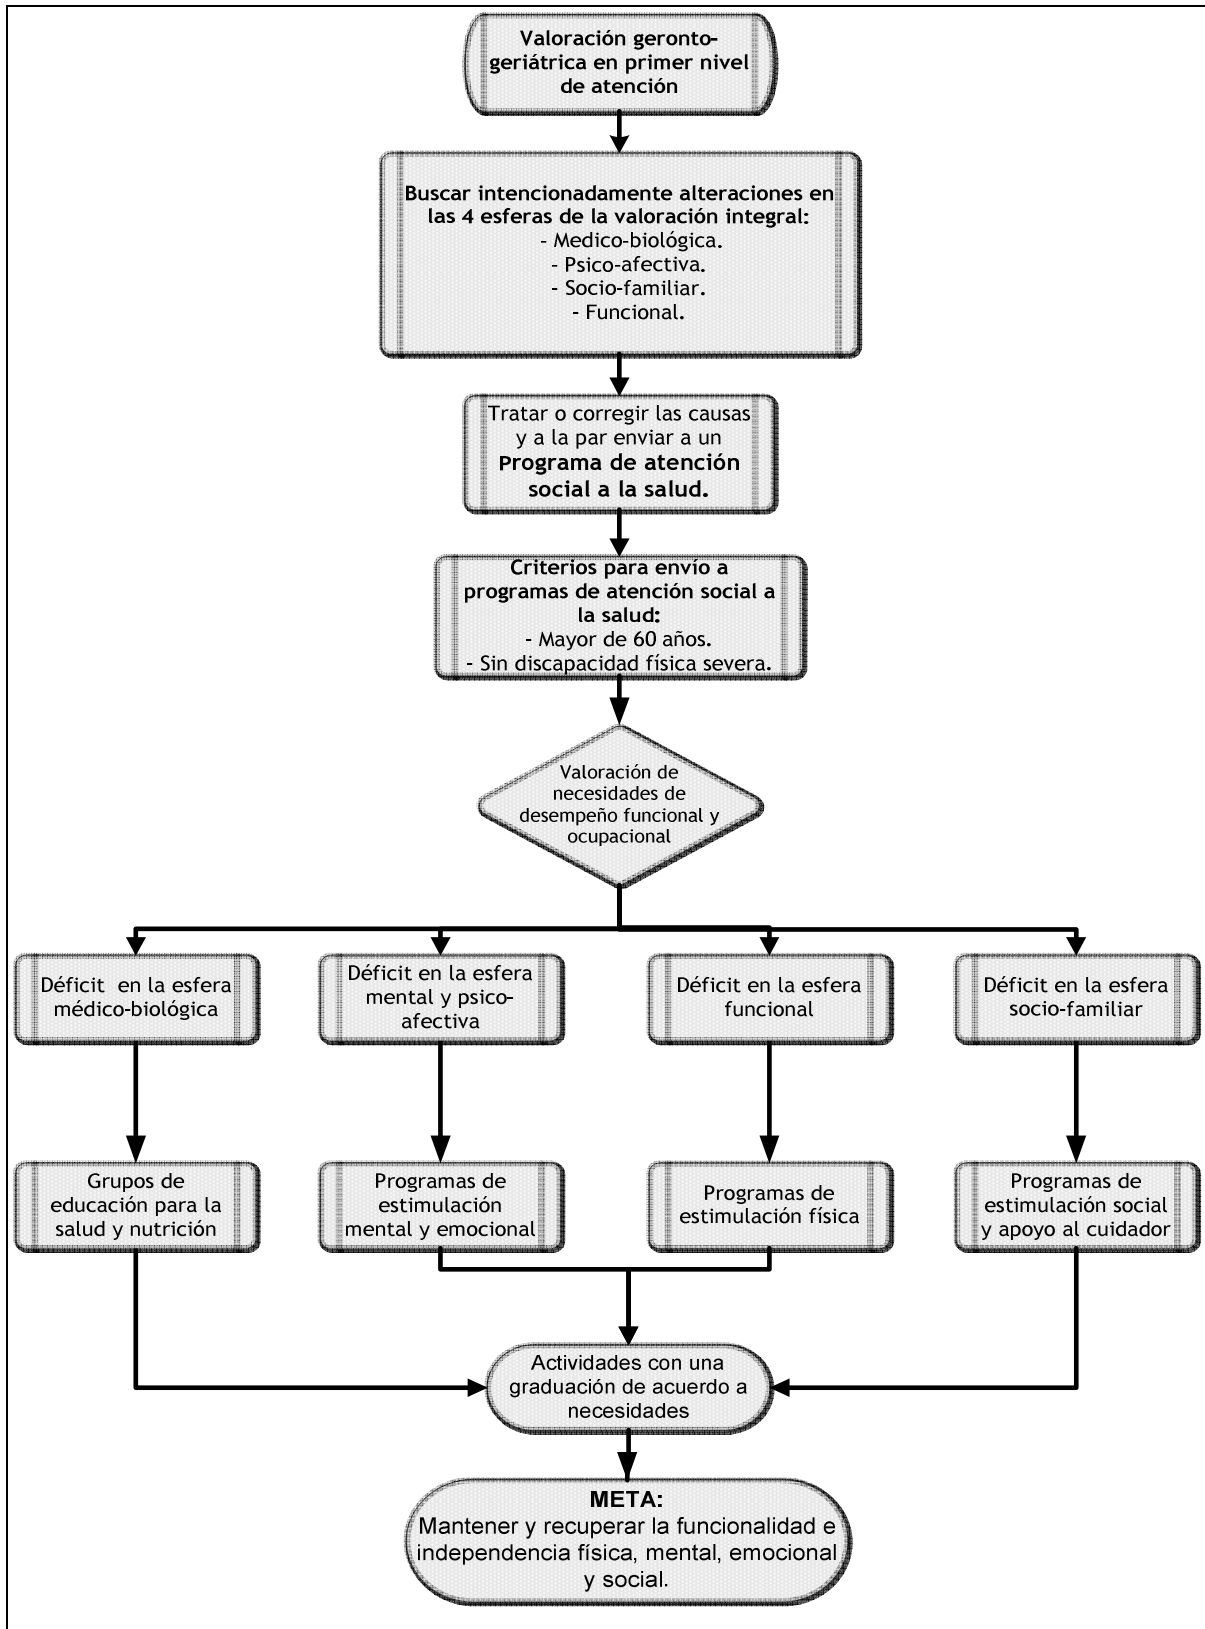 Valoración geronto-
geriátrica en primer nivel
de atención
Buscar intencionadamente alteraciones en
las 4 esferas de la valoración integral:
- Medico-biológica.
- Psico-afectiva.
- Socio-familiar.
- Funcional.
Tratar o corregir las causas
y a la par enviar a un
Programa de atención
social a la salud.
Criterios para envío a
programas de atención social a
la salud:
- Mayor de 60 años.
- Sin discapacidad física severa.
Valoración de
necesidades de
desempeño funcional y
ocupacional
Déficit en la esfera
médico-biológica
Déficit en la esfera
mental y psico-
afectiva
Déficit en la esfera
funcional
Déficit en la esfera
socio-familiar
Grupos de
educación para la
salud y nutrición
Programas de
estimulación
mental y emocional
Programas de
estimulación física
Programas de
estimulación social
y apoyo al cuidador
Actividades con una
graduación de acuerdo a
necesidades
META:
Mantener y recuperar la funcionalidad e
independencia física, mental, emocional
y social.